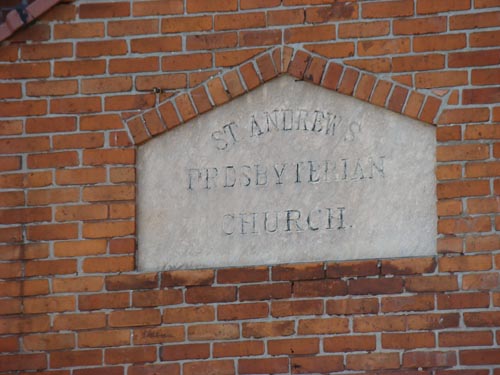 ST ANDREW'S
PRESBYTERIAN
CHURCH.